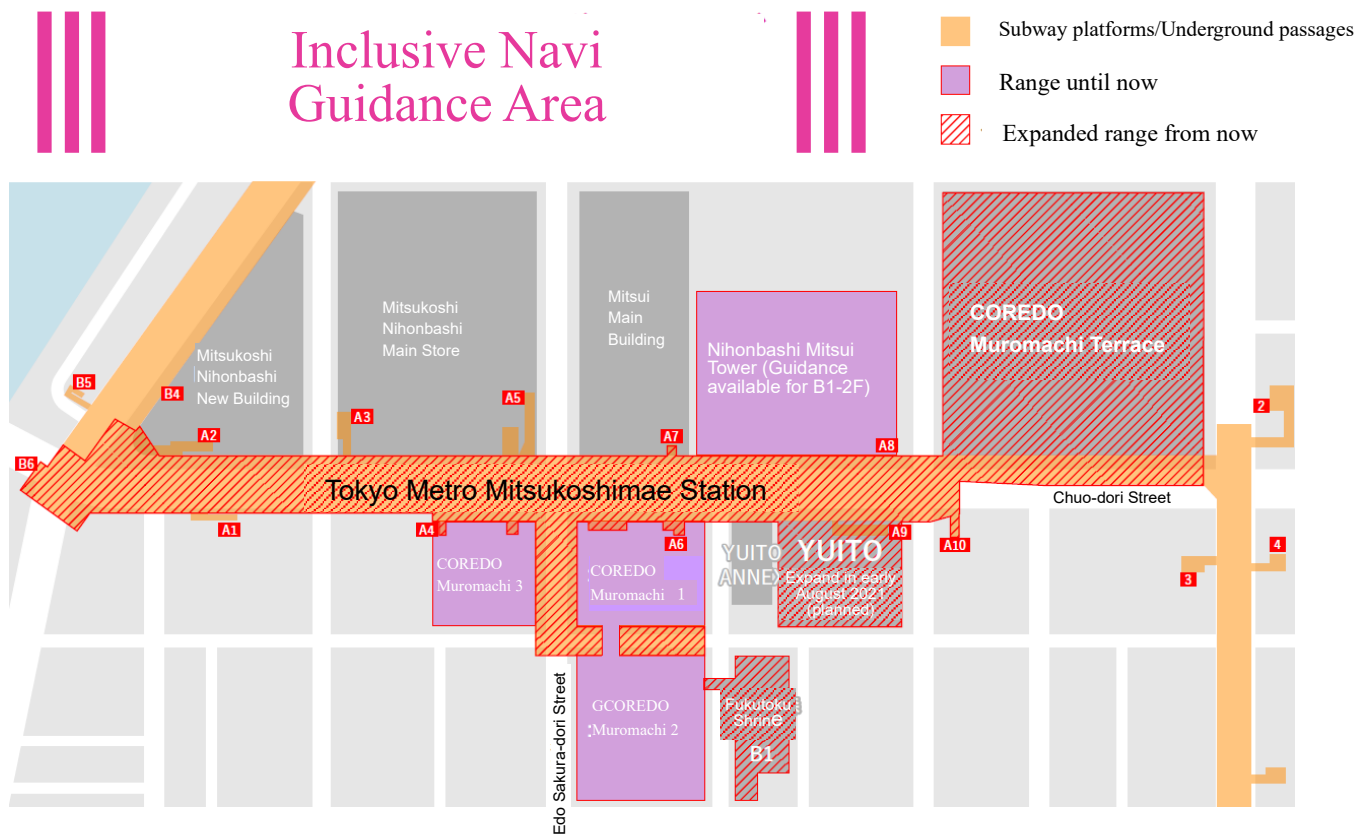 Inclusive Navi
Guidance Area
Subway platforms/Underground passages
Range until now
Expanded range from now
Mitsukoshi
Nihonbashi
New Building
Mitsukoshi
Nihonbashi
Main Store
Mitsui
Main
Building
Nihonbashi Mitsui
Tower (Guidance
available for B1-2F)
COREDO
Muromachi Terrace
B5
B4
A2
A3
A5
A7
A8
2
B6
Tokyo Metro Mitsukoshimae Station
Chuo-dori Street
A1
A4
A6
A9
A10
4
3
COREDO
Muromachi 3
COREDO
Muromachi 1
YUITO
ANNEX
YUITO
Expand in early
August 2021
(planned)
Edo Sakura-dori Street
GCOREDO
Muromachi 2
Fukutoku
Shrine
B1